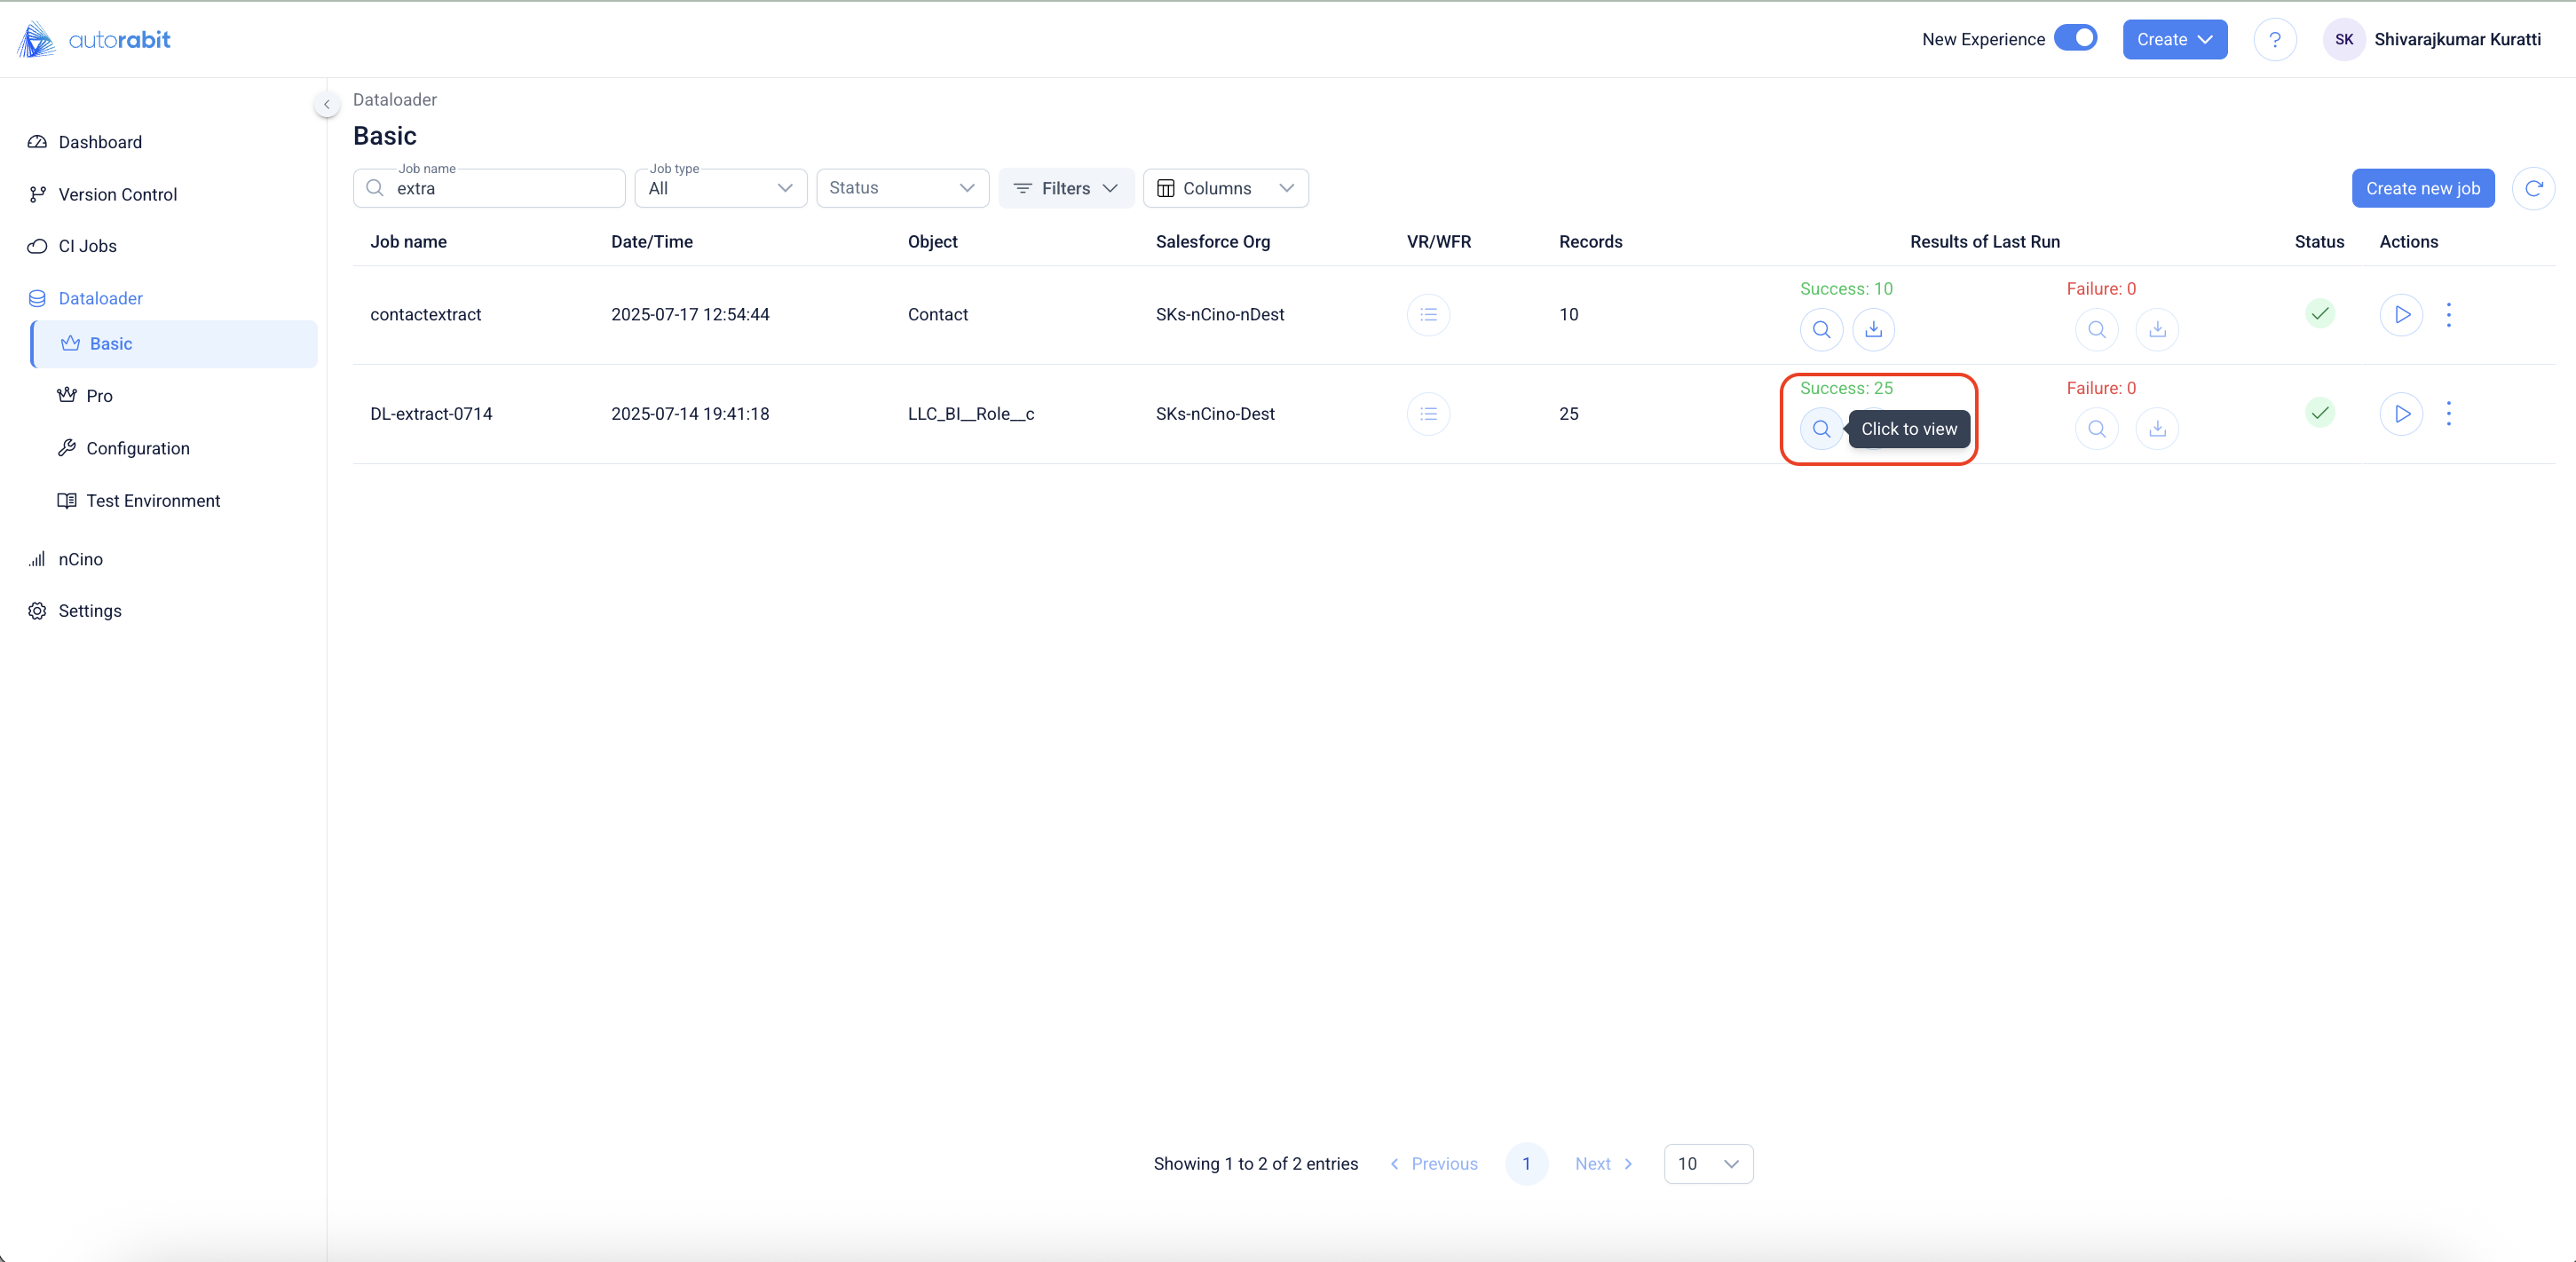 autorabit
New Experience
Create
?
SK
Shivarajkumar Kuratti
Dashboard
Version Control
CI Jobs
Dataloader
Basic
Pro
Configuration
Test Environment
nCino
Settings
Dataloader
Basic
Job name
extra
Job type
All
Status
Filters
Columns
Create new job
Job name Date/Time Object Salesforce Org VR/WFR Records Results of Last Run Status Actions
Success: 10 Failure: 0
contactextract 2025-07-17 12:54:44 Contact SKs-nCino-nDest 10
Success: 25 Failure: 0
DL-extract-0714 2025-07-14 19:41:18 LLC_BI__Role__c SKs-nCino-Dest 25
Click to view
Showing 1 to 2 of 2 entries Previous 1 Next 10